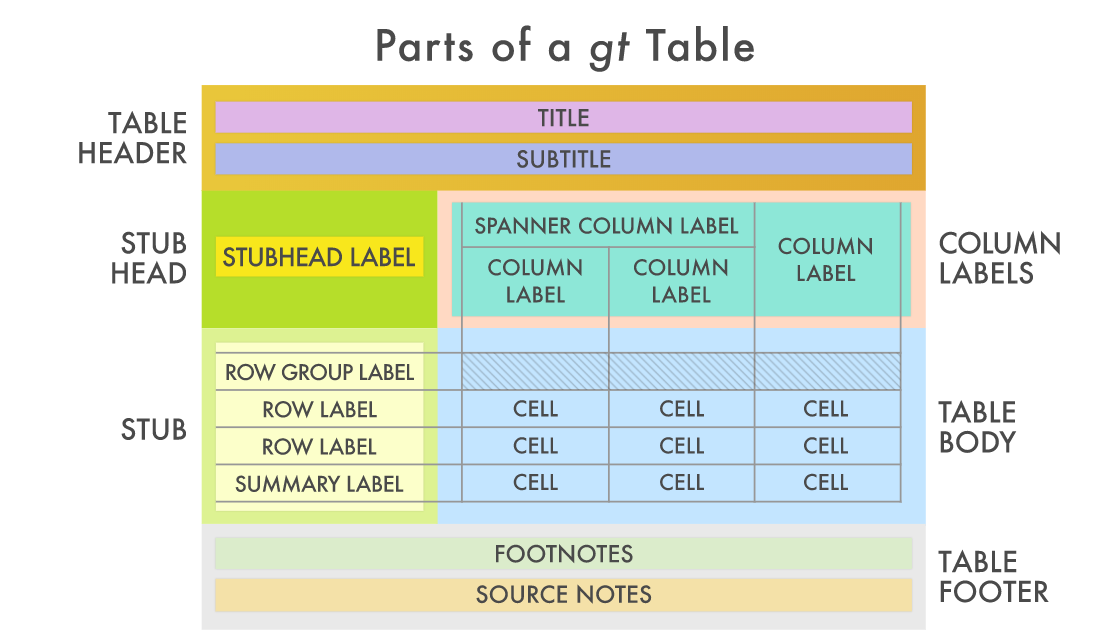 Parts of a gt Table
TABLE
HEADER
TITLE
SUBTITLE
STUB
HEAD
STUBHEAD LABEL
SPANNER COLUMN LABEL
COLUMN
LABEL
COLUMN
LABEL
COLUMN
LABEL
COLUMN
LABELS
STUB
ROW GROUP LABEL
ROW LABEL
CELL
CELL
CELL
ROW LABEL
CELL
CELL
CELL
SUMMARY LABEL
CELL
CELL
CELL
TABLE
BODY
FOOTNOTES
SOURCE NOTES
TABLE
FOOTER